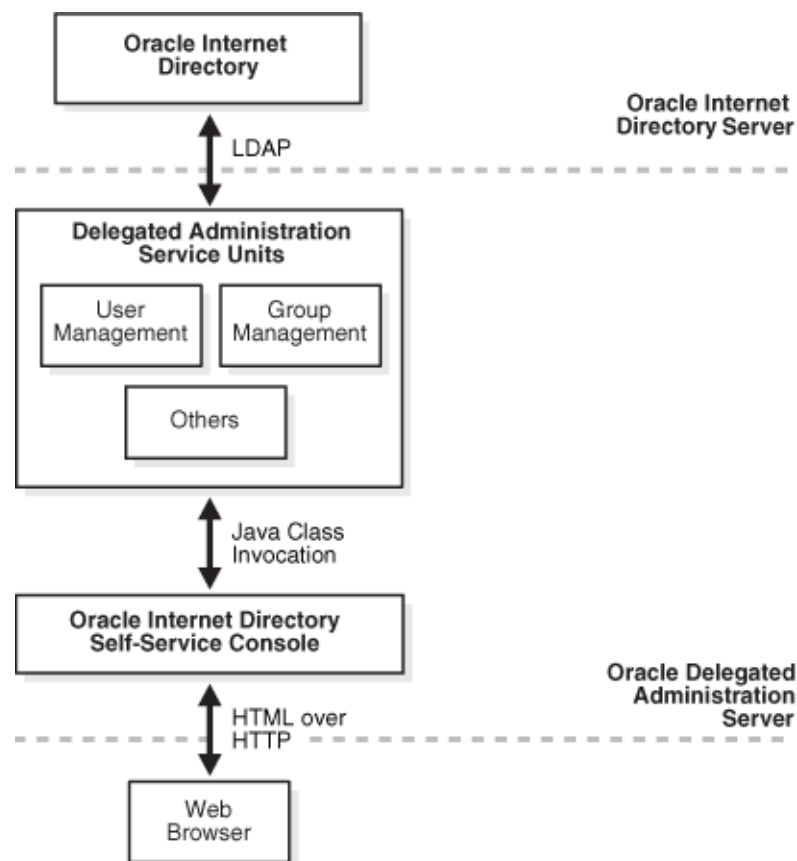 Oracle Internet
Directory
Oracle Internet
Directory Server
LDAP
Delegated Administration
Service Units
User
Management
Group
Management
Others
Java Class
Invocation
Oracle Internet Directory
Self-Service Console
Oracle Delegated
Administration
Server
HTML over
HTTP
Web
Browser